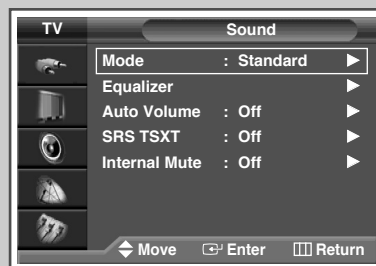 TV Sound
Mode : Standard
Equalizer
Auto Volume : Off
SRS TSXT : Off
Internal Mute : Off
Move Enter Return